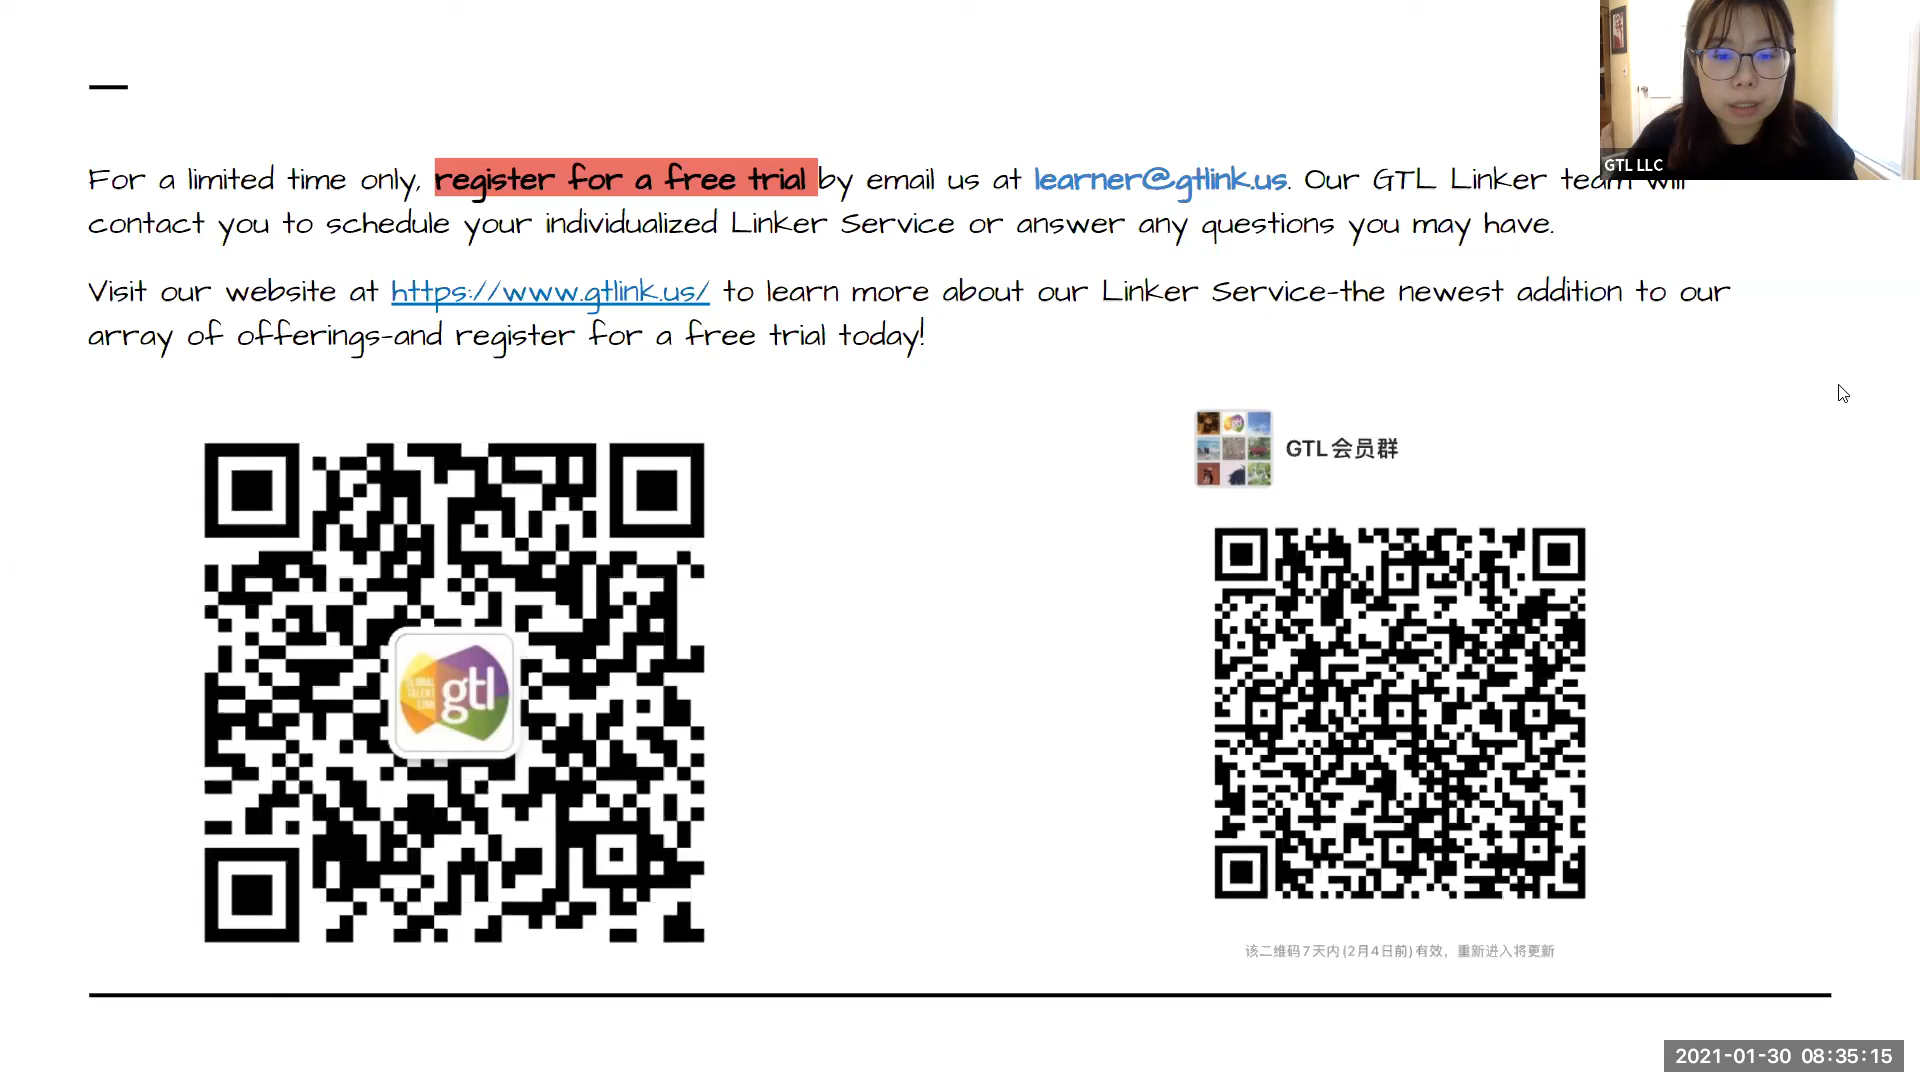 GTL LLC
For a limited time only, register for a free trial by email us at learner@gtlink.us. Our GTL Linker team will
contact you to schedule your individualized Linker Service or answer any questions you may have.
Visit our website at https://www.gtlink.us/ to learn more about our Linker Service-the newest addition to our
array of offerings-and register for a free trial today!
GTL会员群
GLOBAL
TALENT
LINK
gtl
该二维码7天内(2月4日前)有效，重新进入将更新
2021-01-30 08:35:15